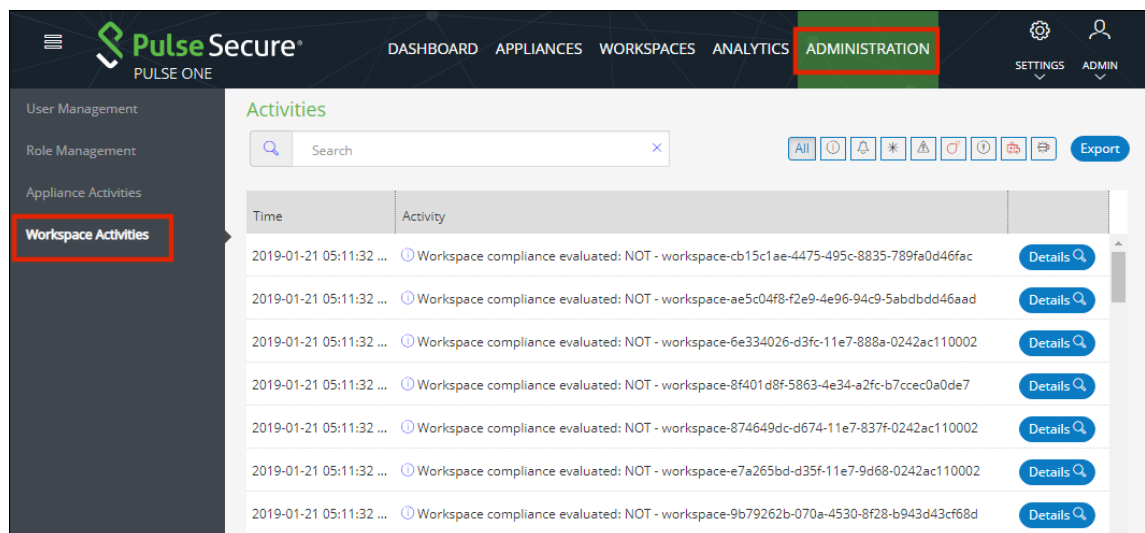 Pulse Secure®
PULSE ONE
DASHBOARD APPLIANCES WORKSPACES ANALYTICS ADMINISTRATION
SETTINGS ADMIN
User Management
Role Management
Appliance Activities
Workspace Activities
Activities
Search
All
Export
Time Activity
2019-01-21 05:11:32 ... Workspace compliance evaluated: NOT - workspace-cb15c1ae-4475-495c-8835-789fa0d46fac Details
2019-01-21 05:11:32 ... Workspace compliance evaluated: NOT - workspace-ae5c04f8-f2e9-4e96-94c9-5abdbdd46aad Details
2019-01-21 05:11:32 ... Workspace compliance evaluated: NOT - workspace-6e334026-d3fc-11e7-888a-0242ac110002 Details
2019-01-21 05:11:32 ... Workspace compliance evaluated: NOT - workspace-8f401d8f-5863-4e34-a2fc-b7ccec0a0de7 Details
2019-01-21 05:11:32 ... Workspace compliance evaluated: NOT - workspace-874649dc-d674-11e7-837f-0242ac110002 Details
2019-01-21 05:11:32 ... Workspace compliance evaluated: NOT - workspace-e7a265bd-d35f-11e7-9d68-0242ac110002 Details
2019-01-21 05:11:32 ... Workspace compliance evaluated: NOT - workspace-9b79262b-070a-4530-8f28-b943d43cf68d Details